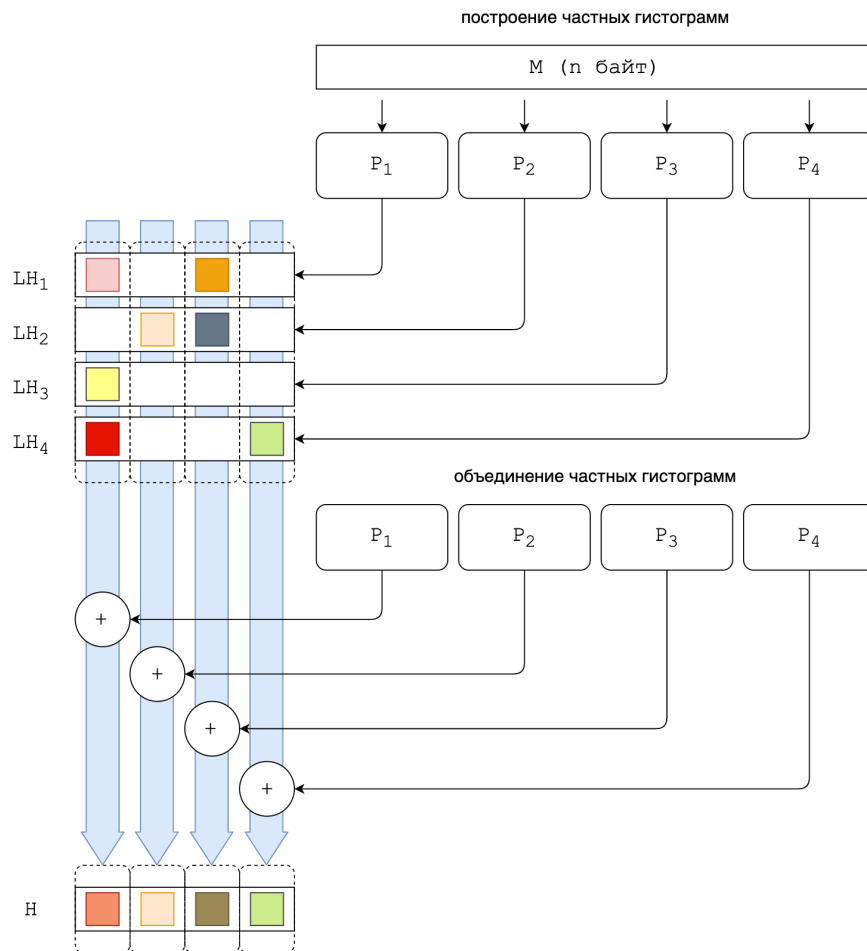 построение частных гистограмм
M (n байт)
P1 P2 P3 P4
LH1
LH2
LH3
LH4
объединение частных гистограмм
P1 P2 P3 P4
+
+
+
+
H